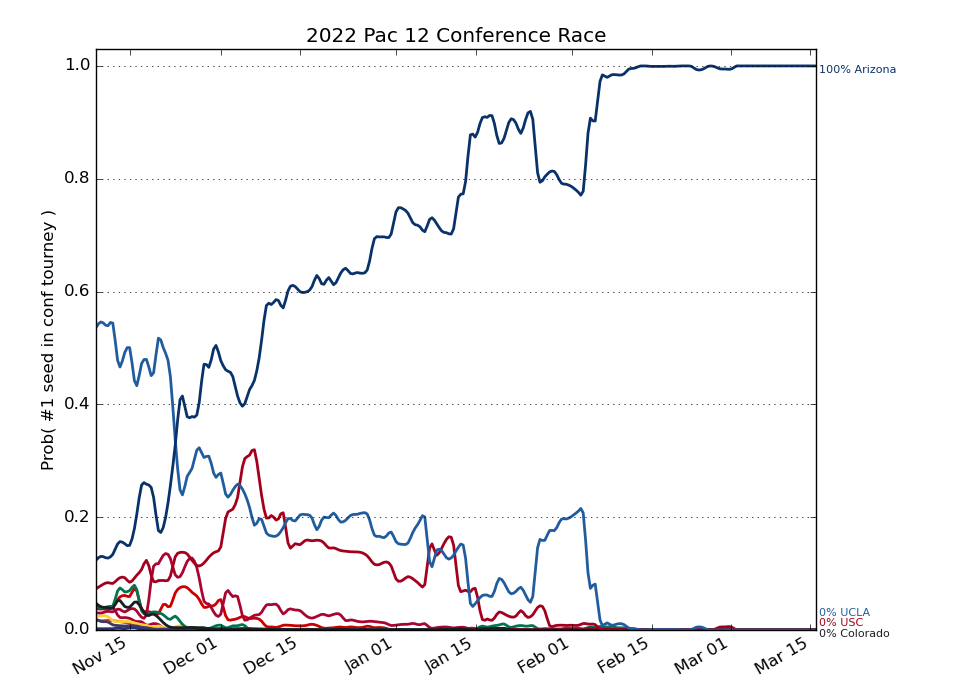 2022 Pac 12 Conference Race
Prob( #1 seed in conf tourney )
1.0
0.8
0.6
0.4
0.2
0.0
100% Arizona
0% UCLA
0% USC
0% Colorado
Nov 15
Dec 01
Dec 15
Jan 01
Jan 15
Feb 01
Feb 15
Mar 01
Mar 15